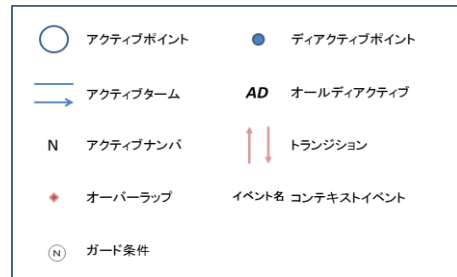 アクティブポイント ディアクティブポイント
アクティブターム AD オールディアクティブ
N アクティブナンバ トランジション
オーバーラップ イベント名 コンテキストイベント
N ガード条件